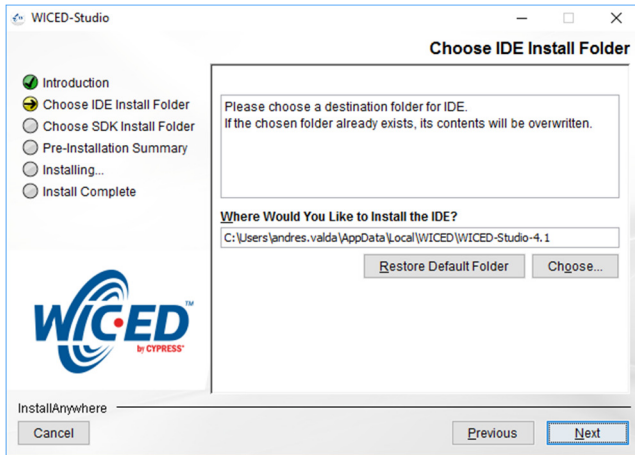 WICED-Studio
Choose IDE Install Folder
Introduction
Choose IDE Install Folder
Choose SDK Install Folder
Pre-Installation Summary
Installing...
Install Complete
Please choose a destination folder for IDE.
If the chosen folder already exists, its contents will be overwritten.
Where Would You Like to Install the IDE?
C:\Users\andres.valda\AppData\Local\WICED\WICED-Studio-4.1
Restore Default Folder
Choose...
WICED™
by CYPRESS®
InstallAnywhere
Cancel
Previous
Next